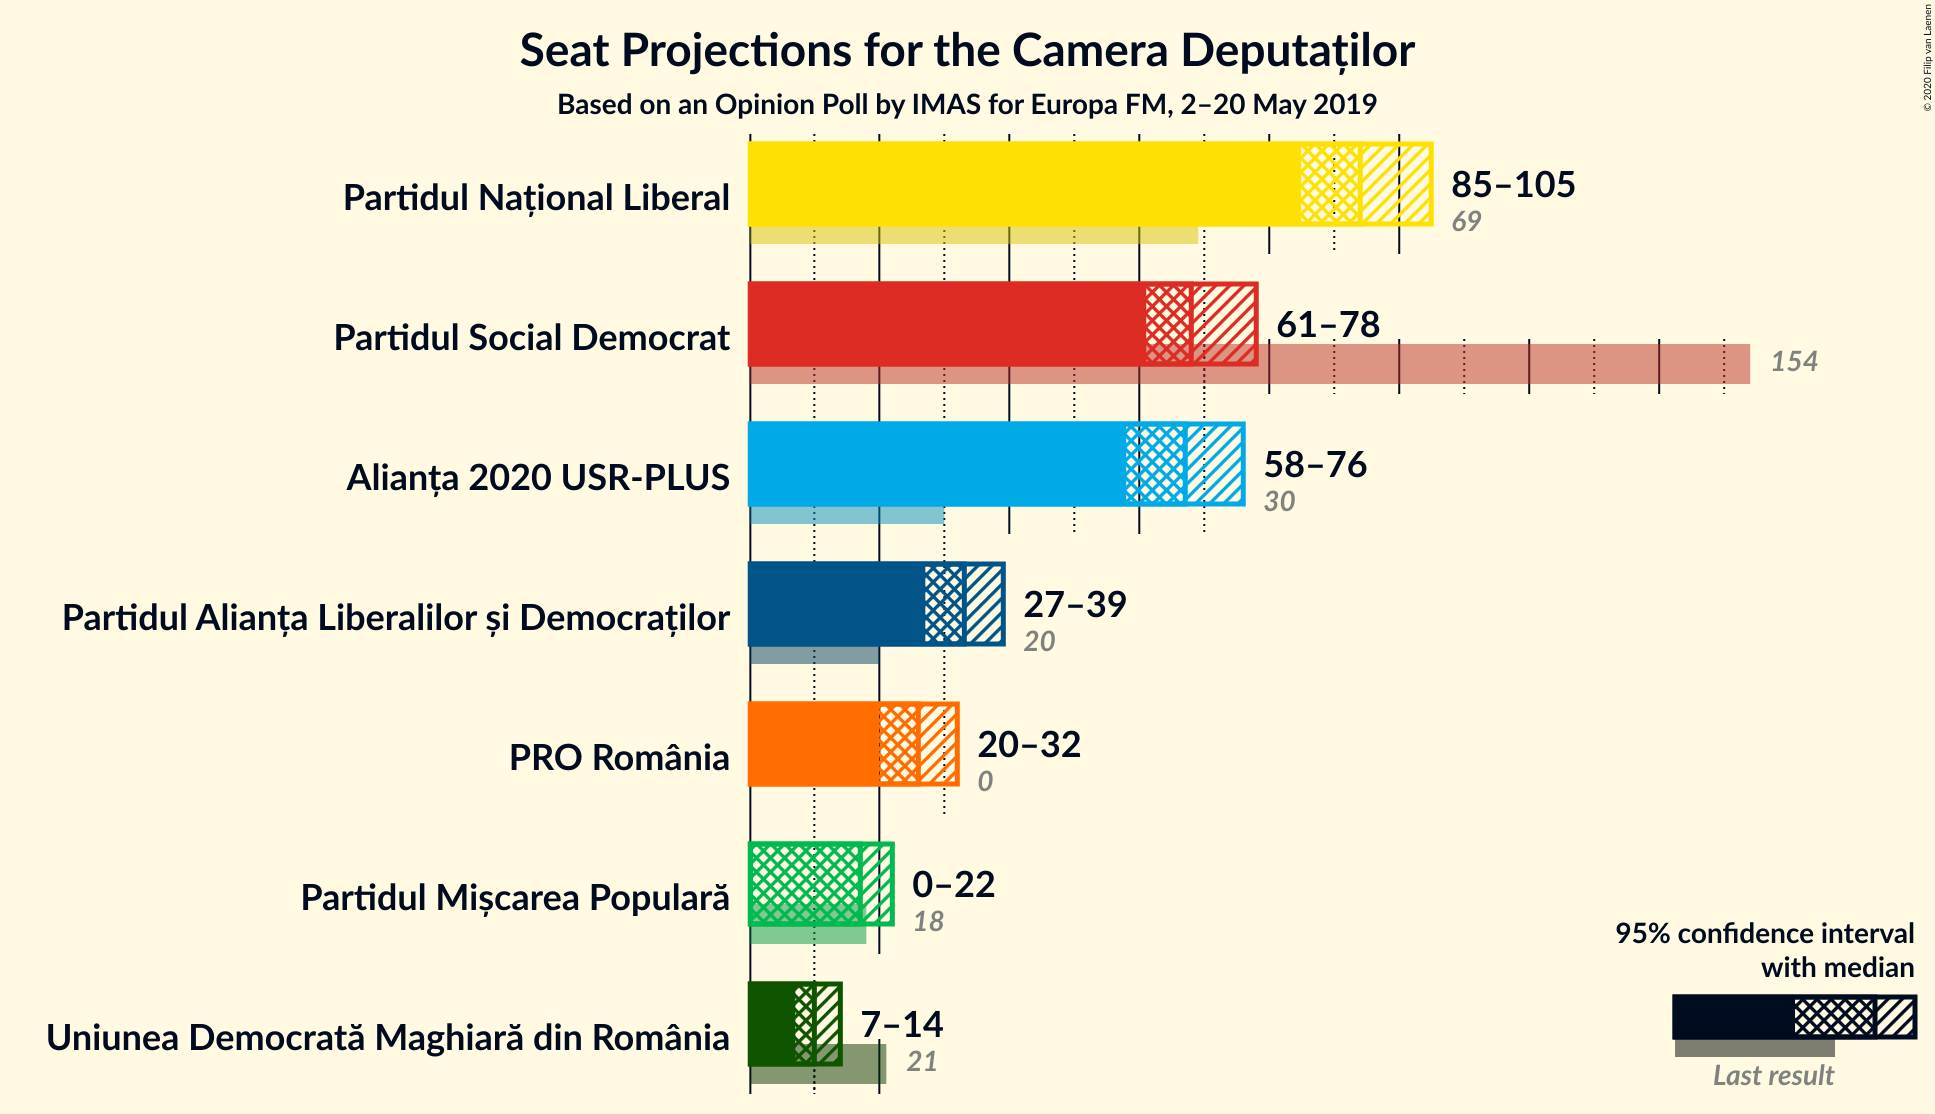 Seat Projections for the Camera Deputaților
Based on an Opinion Poll by IMAS for Europa FM, 2–20 May 2019
© 2020 Filip van Laenen
Partidul Național Liberal
85–105
69
Partidul Social Democrat
61–78
154
Alianța 2020 USR-PLUS
58–76
30
Partidul Alianța Liberalilor și Democraților
27–39
20
PRO România
20–32
0
Partidul Mișcarea Populară
0–22
18
Uniunea Democrată Maghiară din România
7–14
21
95% confidence interval
with median
Last result